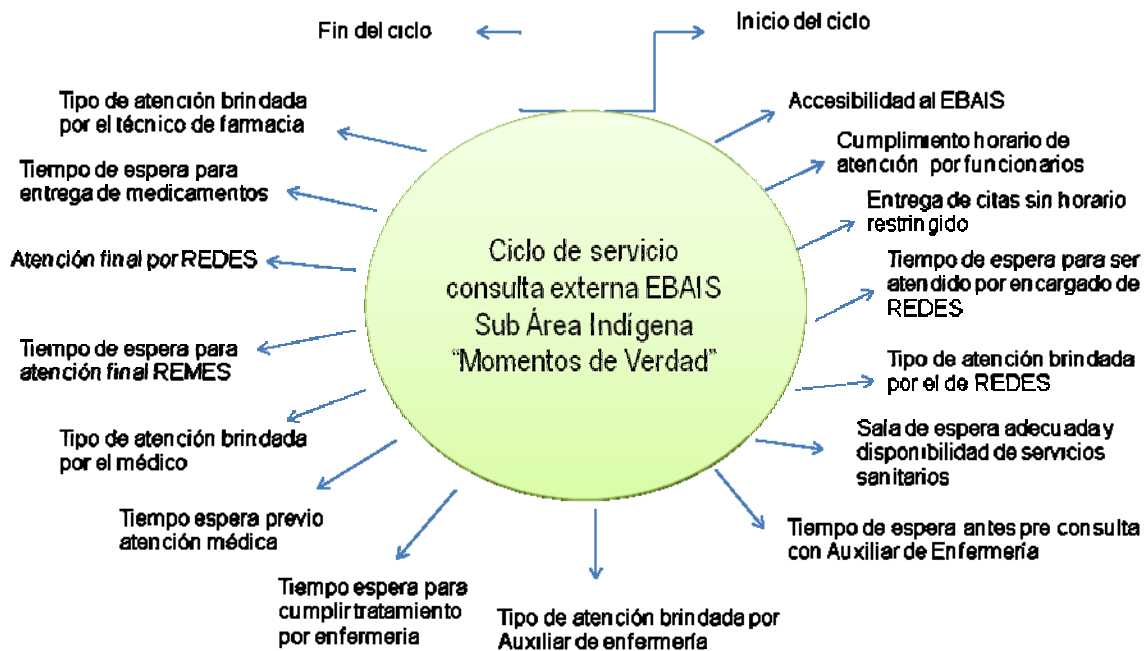 Fin del ciclo
Inicio del ciclo
Accesibilidad al EBAIS
Cumplimiento horario de
atención por funcionarios
Entrega de citas sin horario
restringido
Tiempo de espera para ser
atendido por encargado de
REDES
Tipo de atención brindada
por el de REDES
Sala de espera adecuada y
disponibilidad de servicios
sanitarios
Tiempo de espera antes pre consulta
con Auxiliar de Enfermería
Tipo de atención brindada por
Auxiliar de enfermería
Tiempo espera para
cumplir tratamiento
por enfermeria
Tiempo espera previo
atención médica
Tipo de atención brindada
por el médico
Tiempo de espera para
atención final REMES
Atención final por REDES
Tiempo de espera para
entrega de medicamentos
Tipo de atención brindada
por el técnico de farmacia
Ciclo de servicio
consulta externa EBAIS
Sub Área Indígena
“Momentos de Verdad”